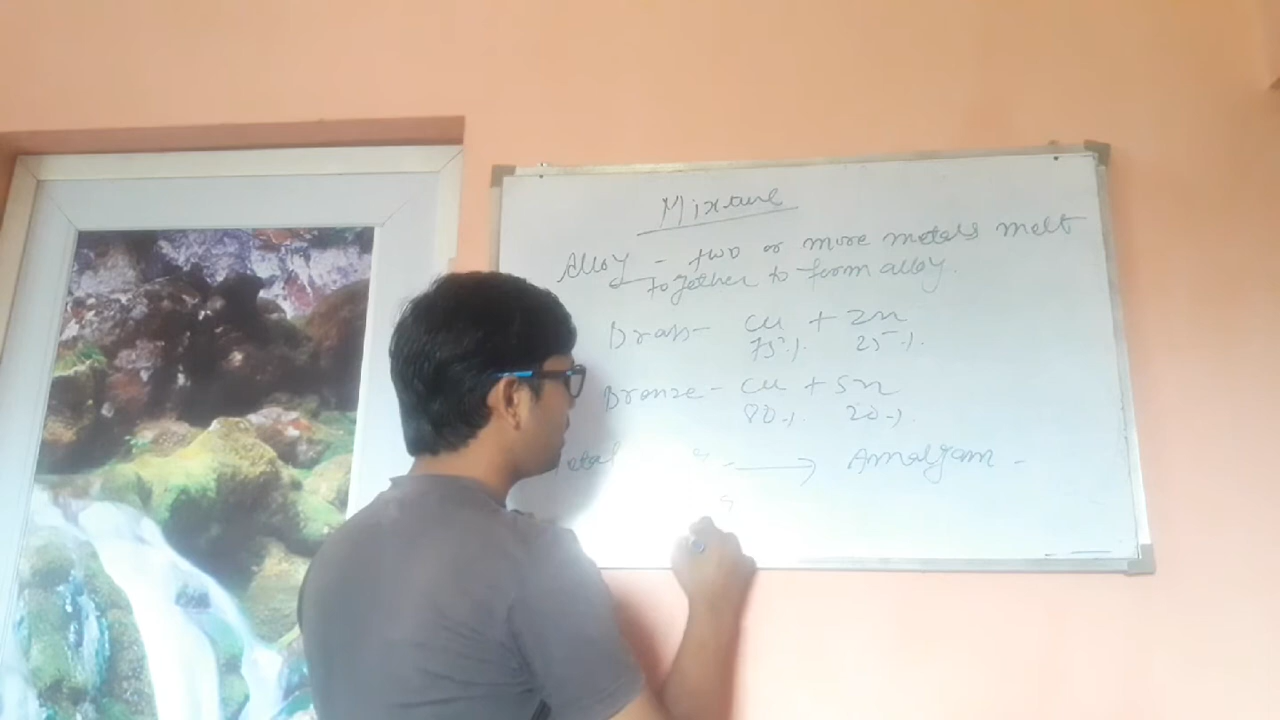 Mixture
Alloy - two or more metals melt
together to form alloy.
Brass - Cu + Zn
75% 25%
Bronze - Cu + Sn
80% 20%
→ Amalgam -